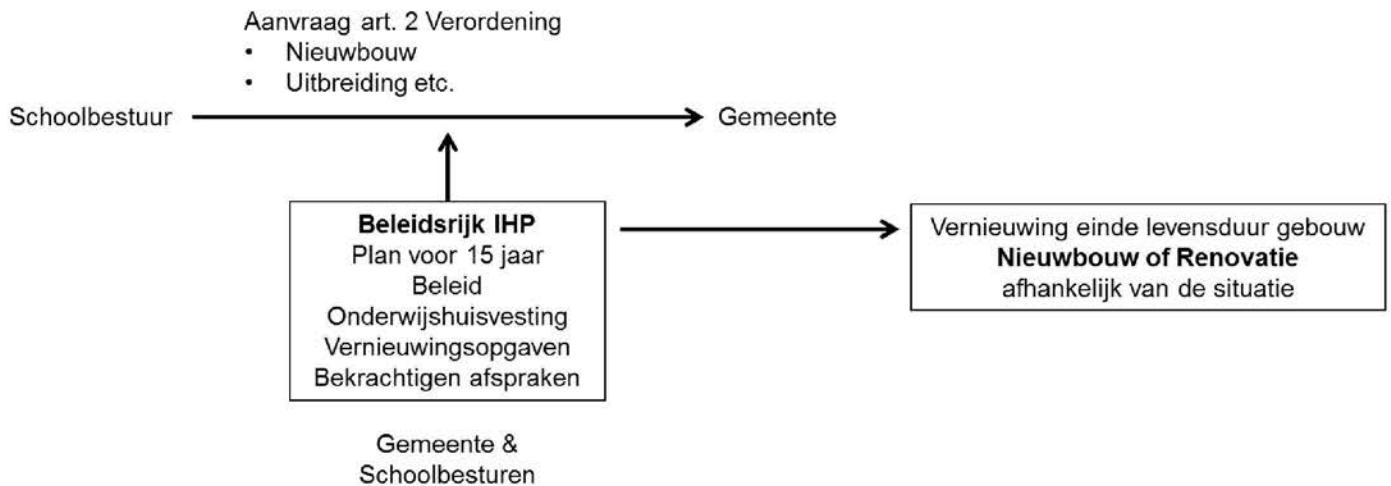 Aanvraag art. 2 Verordening
• Nieuwbouw
• Uitbreiding etc.
Schoolbestuur
Gemeente
Beleidsrijk IHP
Plan voor 15 jaar
Beleid
Onderwijshuisvesting
Vernieuwingsopgaven
Bekrachtigen afspraken
Vernieuwing einde levensduur gebouw
Nieuwbouw of Renovatie
afhankelijk van de situatie
Gemeente &
Schoolbesturen